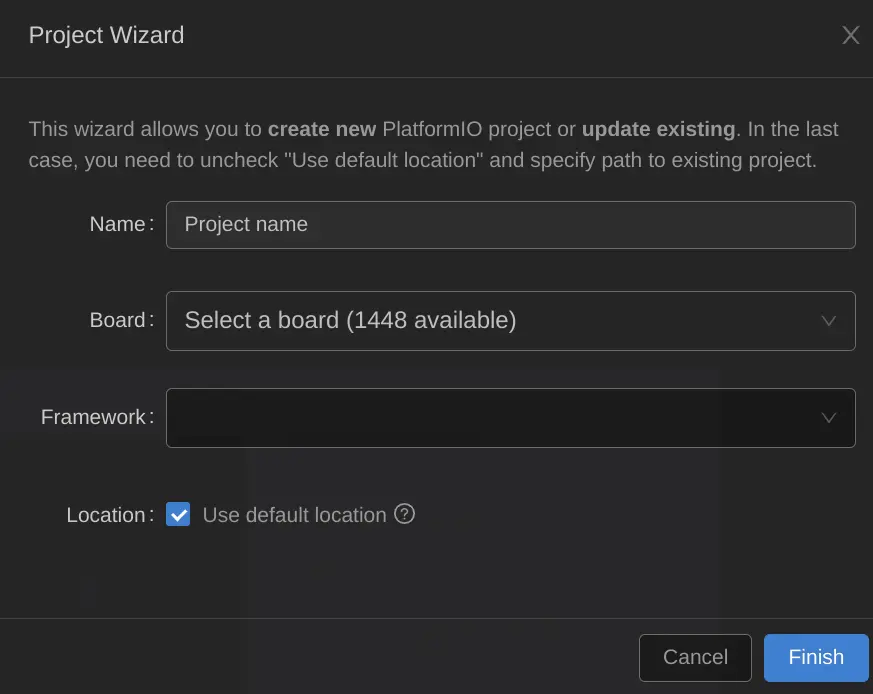 Project Wizard
This wizard allows you to create new PlatformIO project or update existing. In the last
case, you need to uncheck "Use default location" and specify path to existing project.
Name: Project name
Board: Select a board (1448 available)
Framework:
Location: Use default location
Cancel Finish